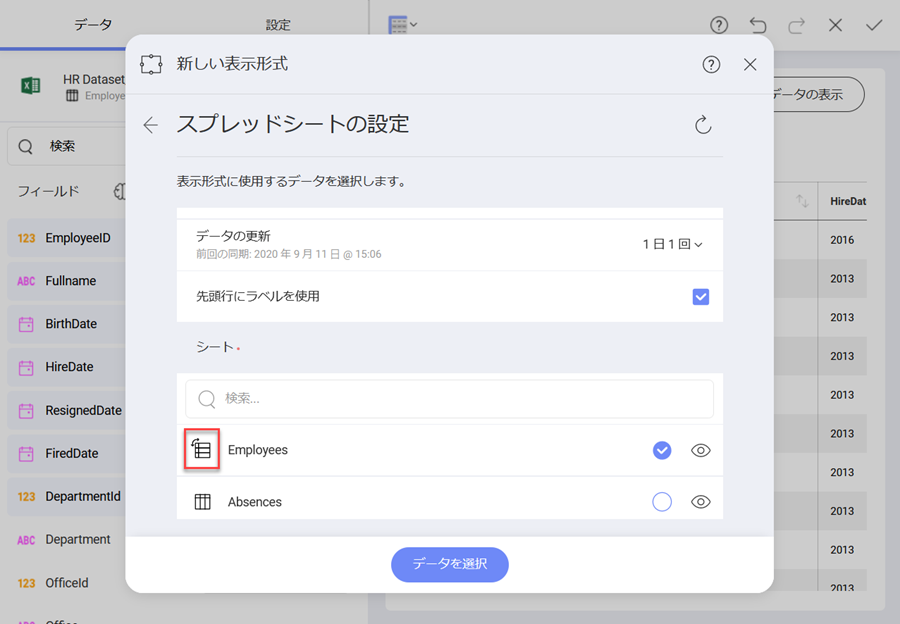 データ
設定
HR Dataset
Employe
データの表示
検索
フィールド
123 EmployeeID
ABC Fullname
BirthDate
HireDate
ResignedDate
FiredDate
123 DepartmentId
ABC Department
123 OfficeId
ABC Office
新しい表示形式
スプレッドシートの設定
表示形式に使用するデータを選択します。
データの更新
前回の同期: 2020 年 9 月 11 日 @ 15:06
1 日 1 回
先頭行にラベルを使用
シート *
検索...
Employees
Absences
データを選択
HireDat
2016
2013
2013
2013
2013
2013
2013
2013
2013
2013